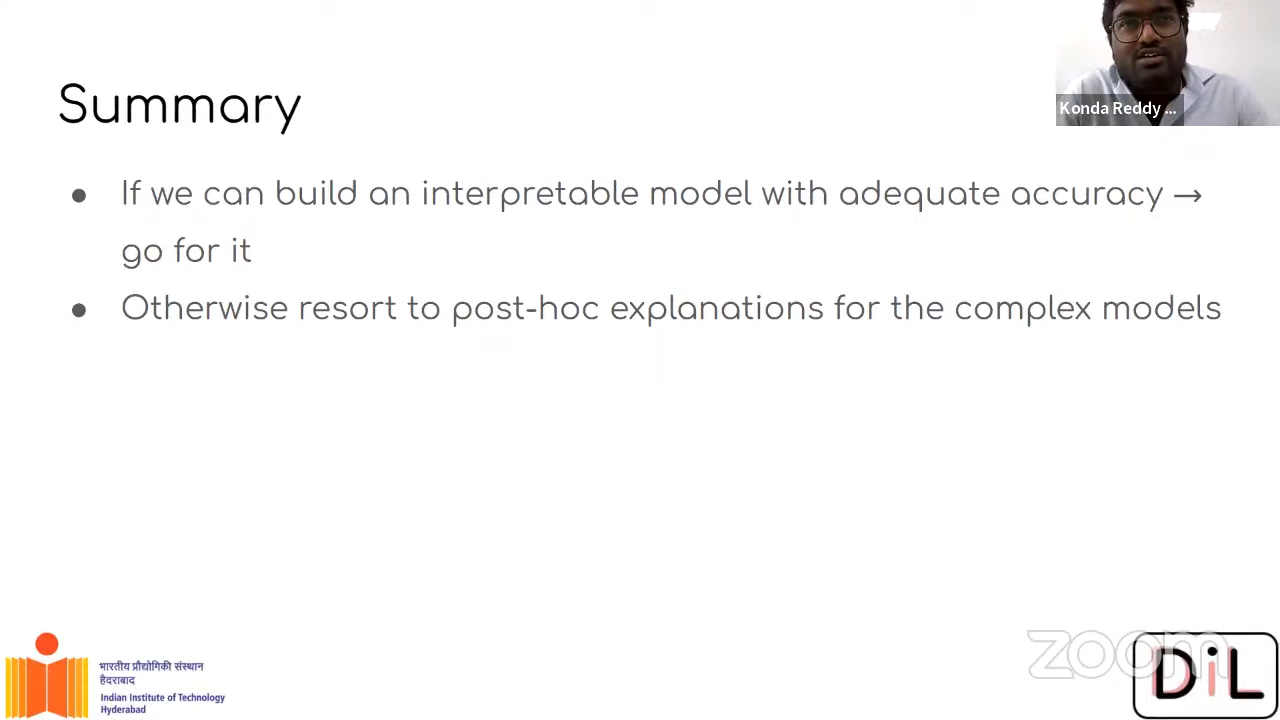 Summary
Konda Reddy ...
● If we can build an interpretable model with adequate accuracy →
go for it
● Otherwise resort to post-hoc explanations for the complex models
भारतीय प्रौद्योगिकी संस्थान
हैदराबाद
Indian Institute of Technology
Hyderabad
zoom
DiL